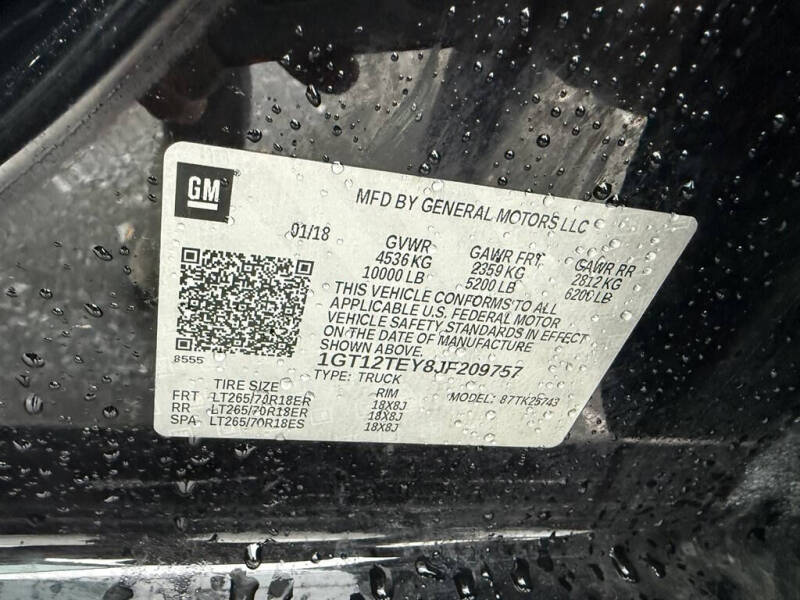 GM
MFD BY GENERAL MOTORS LLC
01/18
GVWR
4536 KG
10000 LB
GAWR FRT
2359 KG
5200 LB
GAWR RR
2812 KG
6200 LB
THIS VEHICLE CONFORMS TO ALL
APPLICABLE U.S. FEDERAL MOTOR
VEHICLE SAFETY STANDARDS IN EFFECT
ON THE DATE OF MANUFACTURE
SHOWN ABOVE.
8555
1GT12TEY8JF209757
TYPE: TRUCK
MODEL: 87TK25743
TIRE SIZE RIM
FRT LT265/70R18ER 18X8J
RR LT265/70R18ER 18X8J
SPA LT265/70R18ES 18X8J